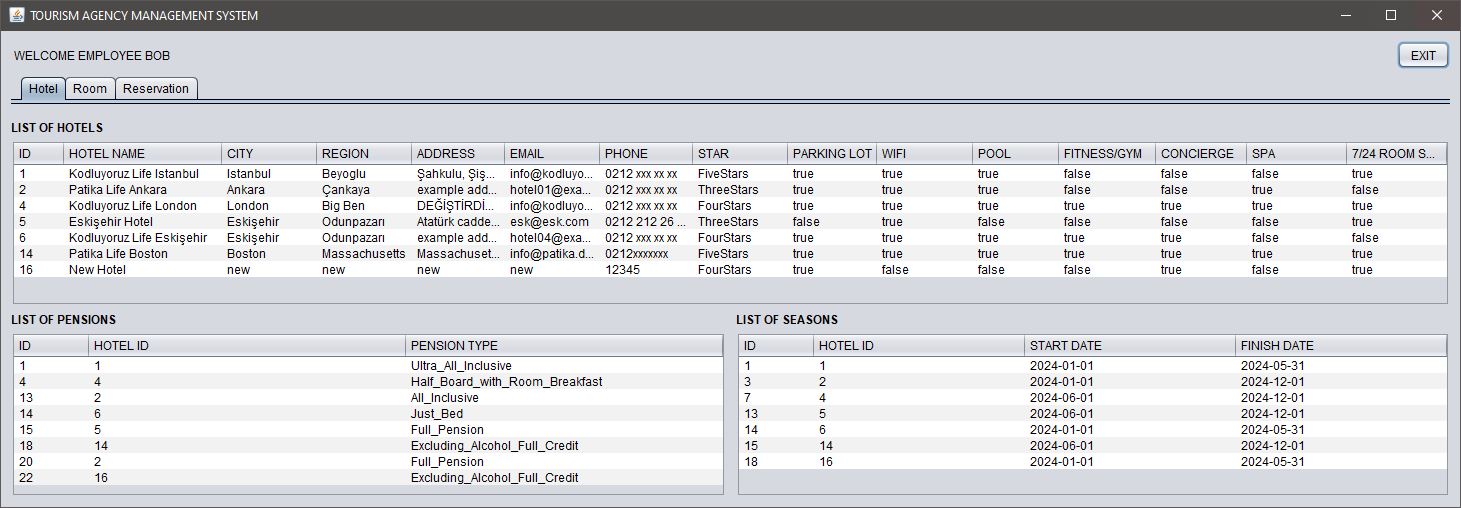 TOURISM AGENCY MANAGEMENT SYSTEM
WELCOME EMPLOYEE BOB
EXIT
Hotel Room Reservation
LIST OF HOTELS
ID HOTEL NAME CITY REGION ADDRESS EMAIL PHONE STAR PARKING LOT WIFI POOL FITNESS/GYM CONCIERGE SPA 7/24 ROOM S...
1 Kodluyoruz Life Istanbul Istanbul Beyoglu Şahkulu, Şiş... info@kodluyo... 0212 xxx xx xx FiveStars true true true false false false true
2 Patika Life Ankara Ankara Çankaya example add... hotel01@exa... 0212 xxx xx xx ThreeStars true true true false false true false
4 Kodluyoruz Life London London Big Ben DEĞİŞTİRDİ... info@kodluyo... 0212 xxx xx xx FourStars true true true true true false true
5 Eskişehir Hotel Eskişehir Odunpazarı Atatürk cadde... esk@esk.com 0212 212 26 ... ThreeStars false true true false true true true
6 Kodluyoruz Life Eskişehir Eskişehir Odunpazarı example add... hotel04@exa... 0212 xxx xx xx FourStars true true true true true false false
14 Patika Life Boston Boston Massachusetts Massachuset... info@patika.d... 0212xxxxxxx FiveStars true true true true true true true
16 New Hotel new new new new 12345 FourStars true false false false true false true
LIST OF PENSIONS
ID HOTEL ID PENSION TYPE
1 1 Ultra_All_Inclusive
4 4 Half_Board_with_Room_Breakfast
13 2 All_Inclusive
14 6 Just_Bed
15 5 Full_Pension
18 14 Excluding_Alcohol_Full_Credit
20 2 Full_Pension
22 16 Excluding_Alcohol_Full_Credit
LIST OF SEASONS
ID HOTEL ID START DATE FINISH DATE
1 1 2024-01-01 2024-05-31
3 2 2024-01-01 2024-12-01
7 4 2024-06-01 2024-12-01
13 5 2024-06-01 2024-12-01
14 6 2024-01-01 2024-05-31
15 14 2024-06-01 2024-12-01
18 16 2024-01-01 2024-05-31